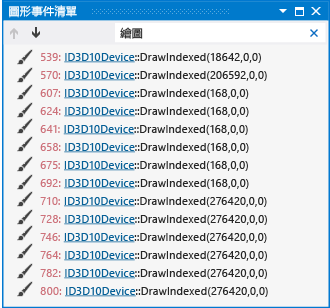 圖形事件清單
繪圖
539: ID3D10Device::DrawIndexed(18642,0,0)
570: ID3D10Device::DrawIndexed(206592,0,0)
607: ID3D10Device::DrawIndexed(168,0,0)
624: ID3D10Device::DrawIndexed(168,0,0)
641: ID3D10Device::DrawIndexed(168,0,0)
658: ID3D10Device::DrawIndexed(168,0,0)
675: ID3D10Device::DrawIndexed(168,0,0)
692: ID3D10Device::DrawIndexed(168,0,0)
710: ID3D10Device::DrawIndexed(276420,0,0)
728: ID3D10Device::DrawIndexed(276420,0,0)
746: ID3D10Device::DrawIndexed(276420,0,0)
764: ID3D10Device::DrawIndexed(276420,0,0)
782: ID3D10Device::DrawIndexed(276420,0,0)
800: ID3D10Device::DrawIndexed(276420,0,0)